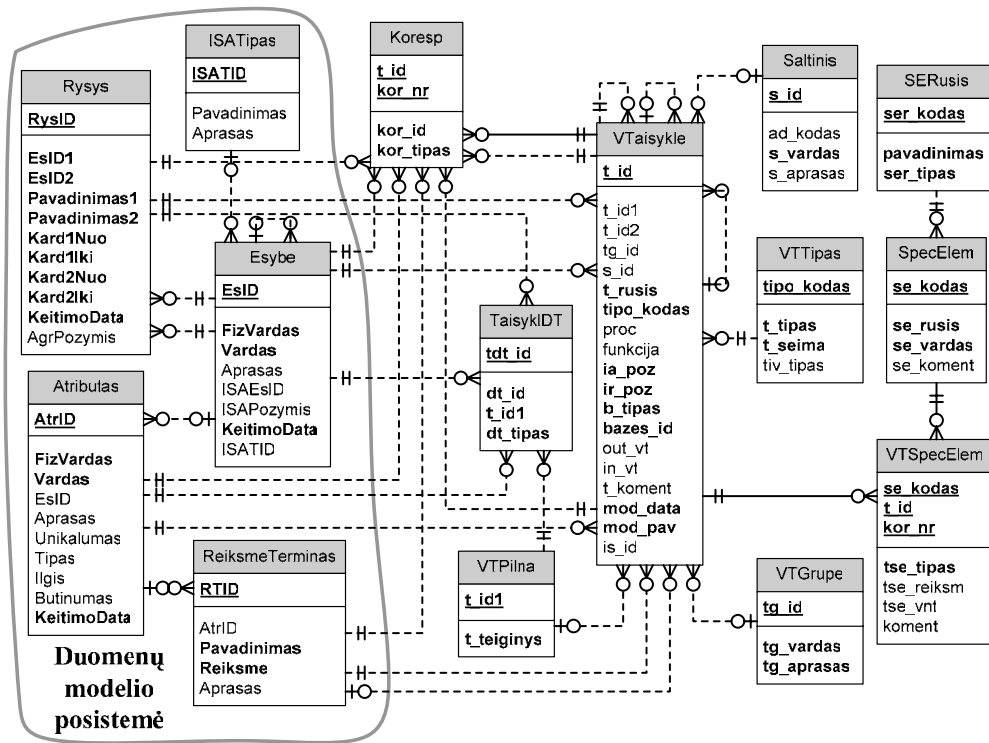 ISATipas
ISATID
Pavadinimas
Aprasas
Rysys
RysID
EsID1
EsID2
Pavadinimas1
Pavadinimas2
Kard1Nuo
Kard1Iki
Kard2Nuo
Kard2Iki
KeitimoData
AgrPozymis
Esybe
EsID
FizVardas
Vardas
Aprasas
ISAEsID
ISAPozymis
KeitimoData
ISATID
Atributas
AtrID
FizVardas
Vardas
EsID
Aprasas
Unikalumas
Tipas
Ilgis
Butinumas
KeitimoData
ReiksmeTerminas
RTID
AtrID
Pavadinimas
Reiksme
Aprasas
Duomenų
modelio
posistemė
Koresp
t_id
kor_nr
kor_id
kor_tipas
TaisyklDT
tdt_id
dt_id
t_id1
dt_tipas
VTPilna
t_id1
t_teiginys
VTaisykle
t_id
t_id1
t_id2
tg_id
s_id
t_rusis
tipo_kodas
proc
funkcija
ia_poz
ir_poz
b_tipas
bazes_id
out_vt
in_vt
t_koment
mod_data
mod_pav
is_id
Saltinis
s_id
ad_kodas
s_vardas
s_aprasas
VTTipas
tipo_kodas
t_tipas
t_seima
tiv_tipas
VTGrupe
tg_id
tg_vardas
tg_aprasas
SERusis
ser_kodas
pavadinimas
ser_tipas
SpecElem
se_kodas
se_rusis
se_vardas
se_koment
VTSpecElem
se_kodas
t_id
kor_nr
tse_tipas
tse_reiksm
tse_vnt
koment